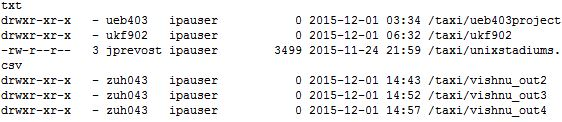 txt
drwxr-xr-x - ueb403 ipauser 0 2015-12-01 03:34 /taxi/ueb403project
drwxr-xr-x - ukf902 ipauser 0 2015-12-01 06:32 /taxi/ukf902
-rw-r--r-- 3 jprevost ipauser 3499 2015-11-24 21:59 /taxi/unixstadiums.
csv
drwxr-xr-x - zuh043 ipauser 0 2015-12-01 14:43 /taxi/vishnu_out2
drwxr-xr-x - zuh043 ipauser 0 2015-12-01 14:52 /taxi/vishnu_out3
drwxr-xr-x - zuh043 ipauser 0 2015-12-01 14:57 /taxi/vishnu_out4